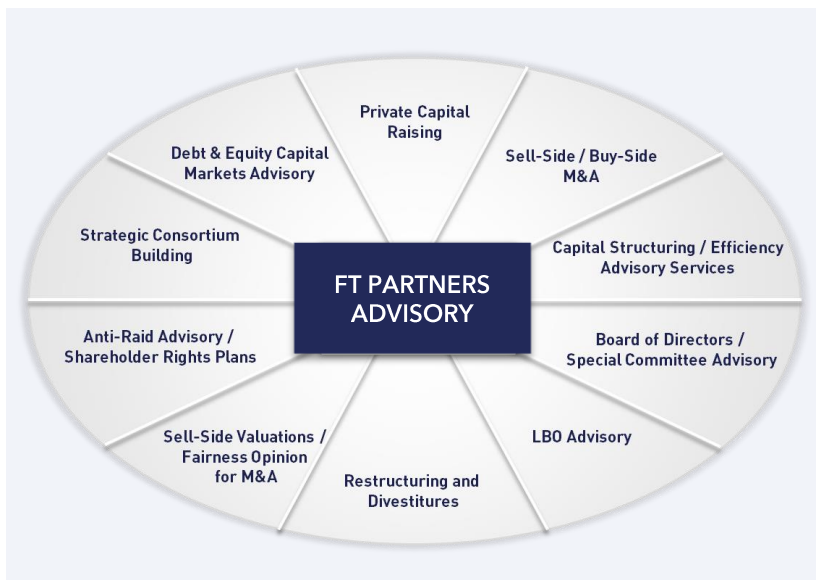 Private Capital
Raising
Sell-Side / Buy-Side
M&A
Capital Structuring / Efficiency
Advisory Services
Board of Directors /
Special Committee Advisory
LBO Advisory
Restructuring and
Divestitures
Sell-Side Valuations /
Fairness Opinion
for M&A
Anti-Raid Advisory /
Shareholder Rights Plans
Strategic Consortium
Building
Debt & Equity Capital
Markets Advisory
FT PARTNERS
ADVISORY